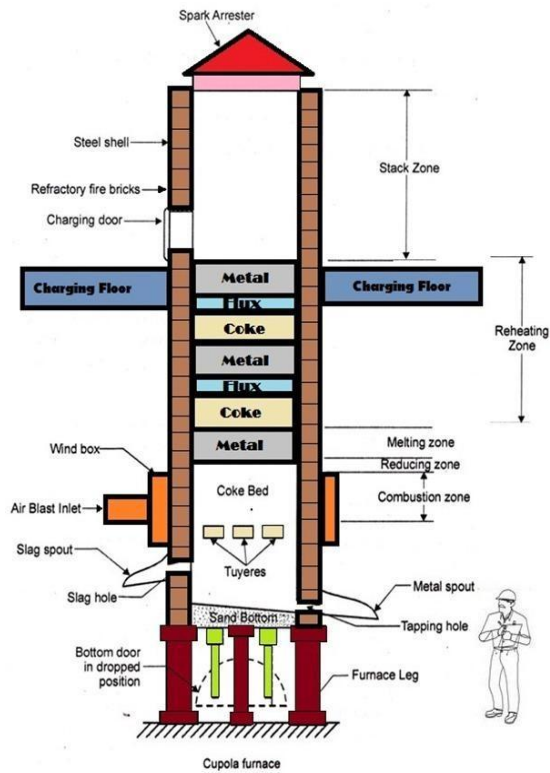 Spark Arrester
Steel shell
Stack Zone
Refractory fire bricks
Charging door
Metal
Charging Floor
Flux
Charging Floor
Coke
Reheating
Zone
Metal
Flux
Coke
Metal
Melting zone
Wind box
Reducing zone
Coke Bed
Combustion zone
Air Blast Inlet
Slag spout
Tuyeres
Metal spout
Slag hole
Sand Bottom
Tapping hole
Bottom door
in dropped
position
Furnace Leg
Cupola furnace